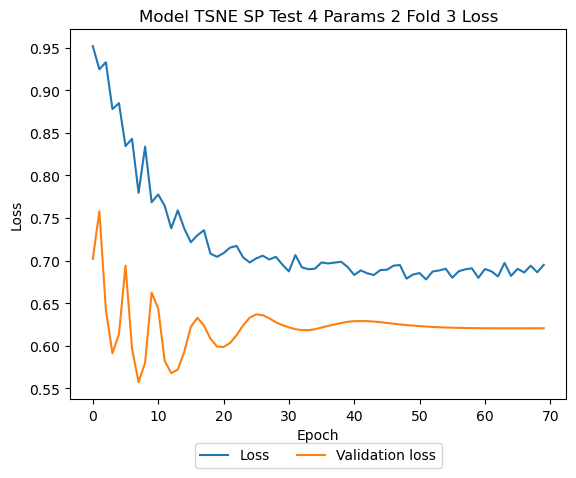 Model TSNE SP Test 4 Params 2 Fold 3 Loss
Loss
0.95
0.90
0.85
0.80
0.75
0.70
0.65
0.60
0.55
0 10 20 30 40 50 60 70
Epoch
Loss Validation loss